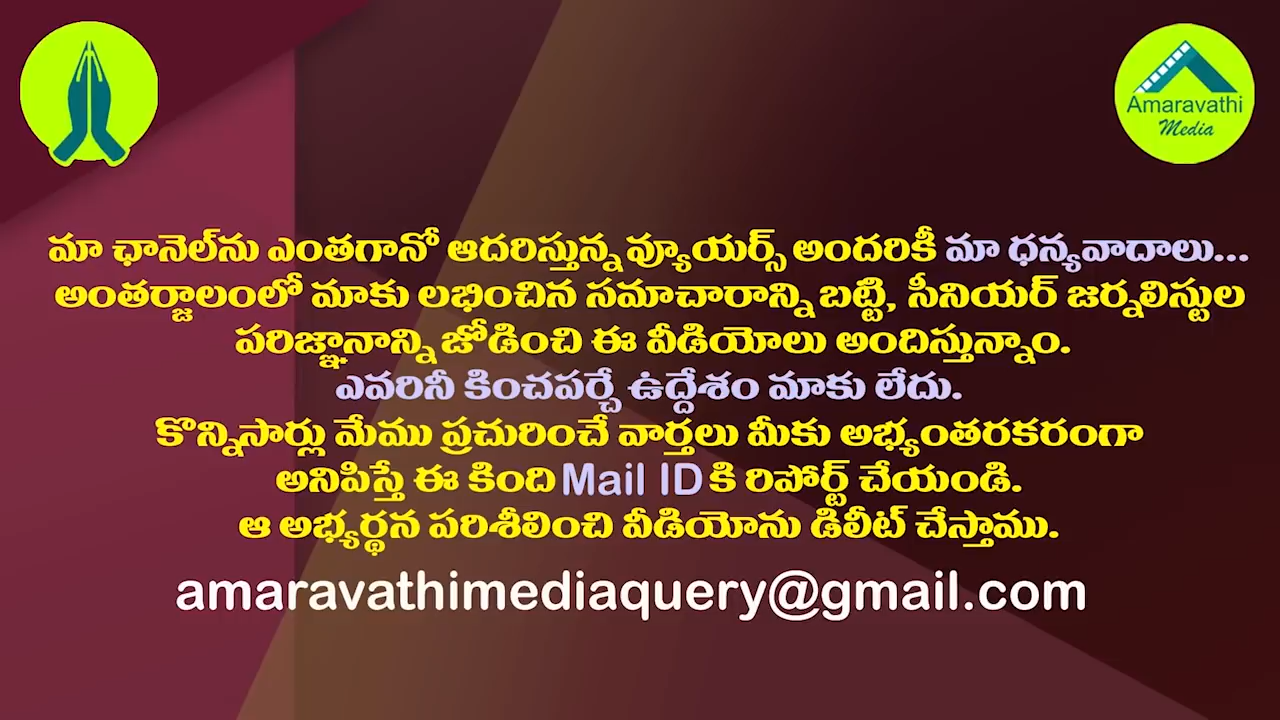 Amaravathi
Media
మా ఛానెల్‌ను ఎంతగానో ఆదరిస్తున్న వ్యూయర్స్ అందరికీ మా ధన్యవాదాలు...
అంతర్జాలంలో మాకు లభించిన సమాచారాన్ని బట్టి, సీనియర్ జర్నలిస్టుల
పరిజ్ఞానాన్ని జోడించి ఈ వీడియోలు అందిస్తున్నాం.
ఎవరినీ కించపర్చే ఉద్దేశం మాకు లేదు.
కొన్నిసార్లు మేము ప్రచురించే వార్తలు మీకు అభ్యంతరకరంగా
అనిపిస్తే ఈ కింది Mail ID కి రిపోర్ట్ చేయండి.
ఆ అభ్యర్థన పరిశీలించి వీడియోను డిలీట్ చేస్తాము.
amaravathimediaquery@gmail.com